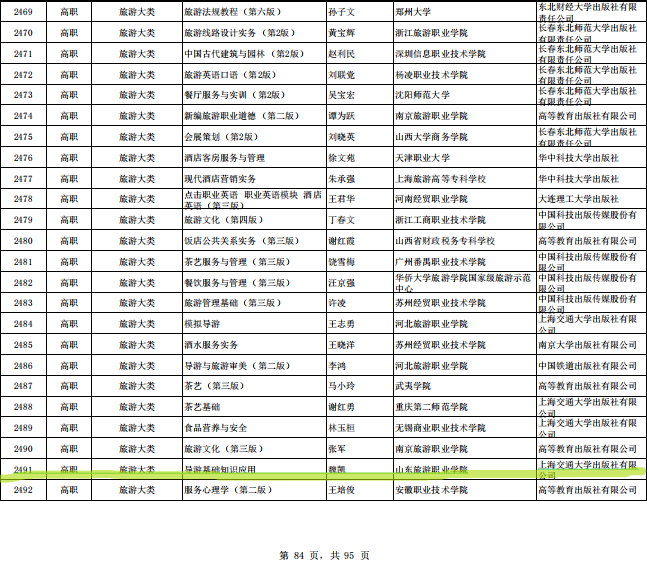 2469 高职 旅游大类 旅游法规教程（第六版） 孙子文 郑州大学 东北财经大学出版社有限责任公司
2470 高职 旅游大类 旅游线路设计实务（第2版） 黄宝辉 浙江旅游职业学院 长春东北师范大学出版社有限责任公司
2471 高职 旅游大类 中国古代建筑与园林（第2版） 赵利民 深圳信息职业技术学院 长春东北师范大学出版社有限责任公司
2472 高职 旅游大类 旅游英语口语（第2版） 刘联党 杨凌职业技术学院 长春东北师范大学出版社有限责任公司
2473 高职 旅游大类 餐厅服务与实训（第2版） 吴宝宏 沈阳师范大学 长春东北师范大学出版社有限责任公司
2474 高职 旅游大类 新编旅游职业道德（第二版） 谭为跃 南京旅游职业学院 高等教育出版社有限公司
2475 高职 旅游大类 会展策划（第2版） 刘晓英 山西大学商务学院 长春东北师范大学出版社有限责任公司
2476 高职 旅游大类 酒店客房服务与管理 徐文苑 天津职业大学 华中科技大学出版社
2477 高职 旅游大类 现代酒店营销实务 朱承强 上海旅游高等专科学校 华中科技大学出版社
2478 高职 旅游大类 点击职业英语 职业英语模块 酒店英语（第三版） 王君华 河南经贸职业学院 大连理工大学出版社
2479 高职 旅游大类 旅游文化（第四版） 丁春文 浙江工商职业技术学院 中国科技出版传媒股份有限公司
2480 高职 旅游大类 饭店公共关系实务（第三版） 谢红霞 山西省财政税务专科学校 高等教育出版社有限公司
2481 高职 旅游大类 茶艺服务与管理（第三版） 饶雪梅 广州番禺职业技术学院 中国科技出版传媒股份有限公司
2482 高职 旅游大类 餐饮服务与管理（第三版） 汪京强 华侨大学旅游学院国家级旅游示范中心 中国科技出版传媒股份有限公司
2483 高职 旅游大类 旅游管理基础（第三版） 许凌 苏州经贸职业技术学院 中国科技出版传媒股份有限公司
2484 高职 旅游大类 模拟导游 王志勇 河北旅游职业学院 上海交通大学出版社有限公司
2485 高职 旅游大类 酒水服务实务 王晓洋 苏州经贸职业技术学院 南京大学出版社有限公司
2486 高职 旅游大类 导游与旅游审美（第二版） 李鸿 河北旅游职业学院 中国铁道出版社有限公司
2487 高职 旅游大类 茶艺（第三版） 马小玲 武夷学院 高等教育出版社有限公司
2488 高职 旅游大类 茶艺基础 谢红勇 重庆第二师范学院 上海交通大学出版社有限公司
2489 高职 旅游大类 食品营养与安全 林玉桓 无锡商业职业技术学院 上海交通大学出版社有限公司
2490 高职 旅游大类 旅游文化（第三版） 张军 南京旅游职业学院 高等教育出版社有限公司
2491 高职 旅游大类 导游基础知识应用 魏凯 山东旅游职业学院 上海交通大学出版社有限公司
2492 高职 旅游大类 服务心理学（第二版） 王培俊 安徽职业技术学院 高等教育出版社有限公司
第 84 页，共 95 页